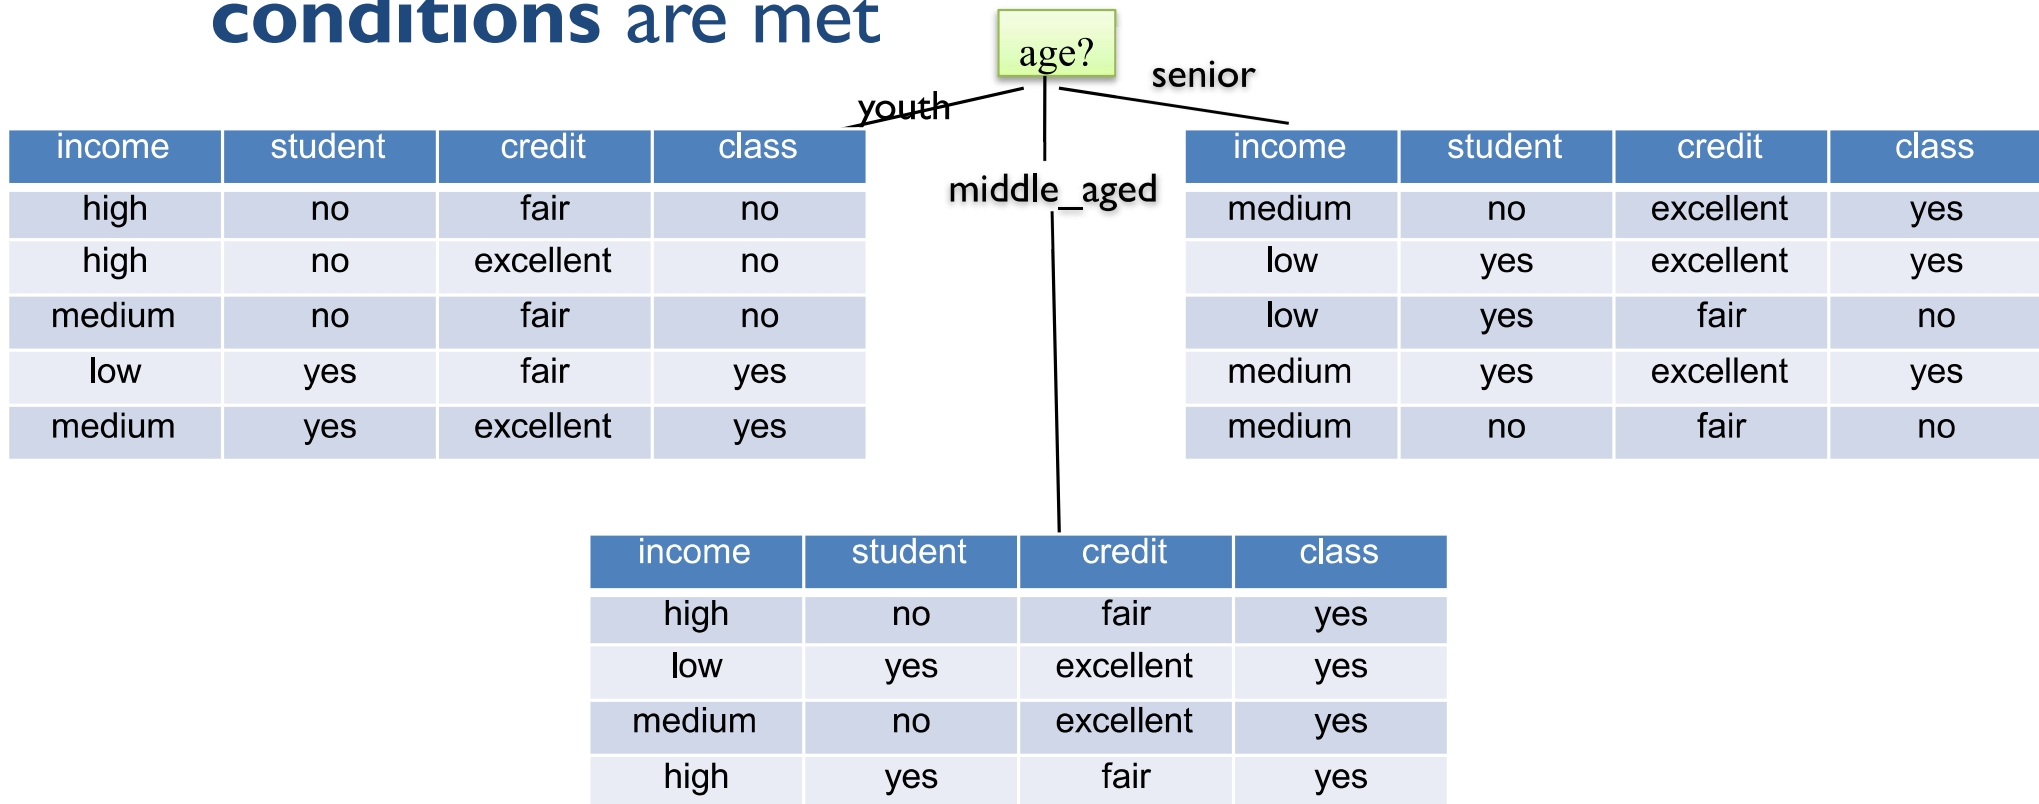 conditions are met
age?
youth
senior
middle_aged
income student credit class
high no fair no
high no excellent no
medium no fair no
low yes fair yes
medium yes excellent yes
income student credit class
medium no excellent yes
low yes excellent yes
low yes fair no
medium yes excellent yes
medium no fair no
income student credit class
high no fair yes
low yes excellent yes
medium no excellent yes
high yes fair yes